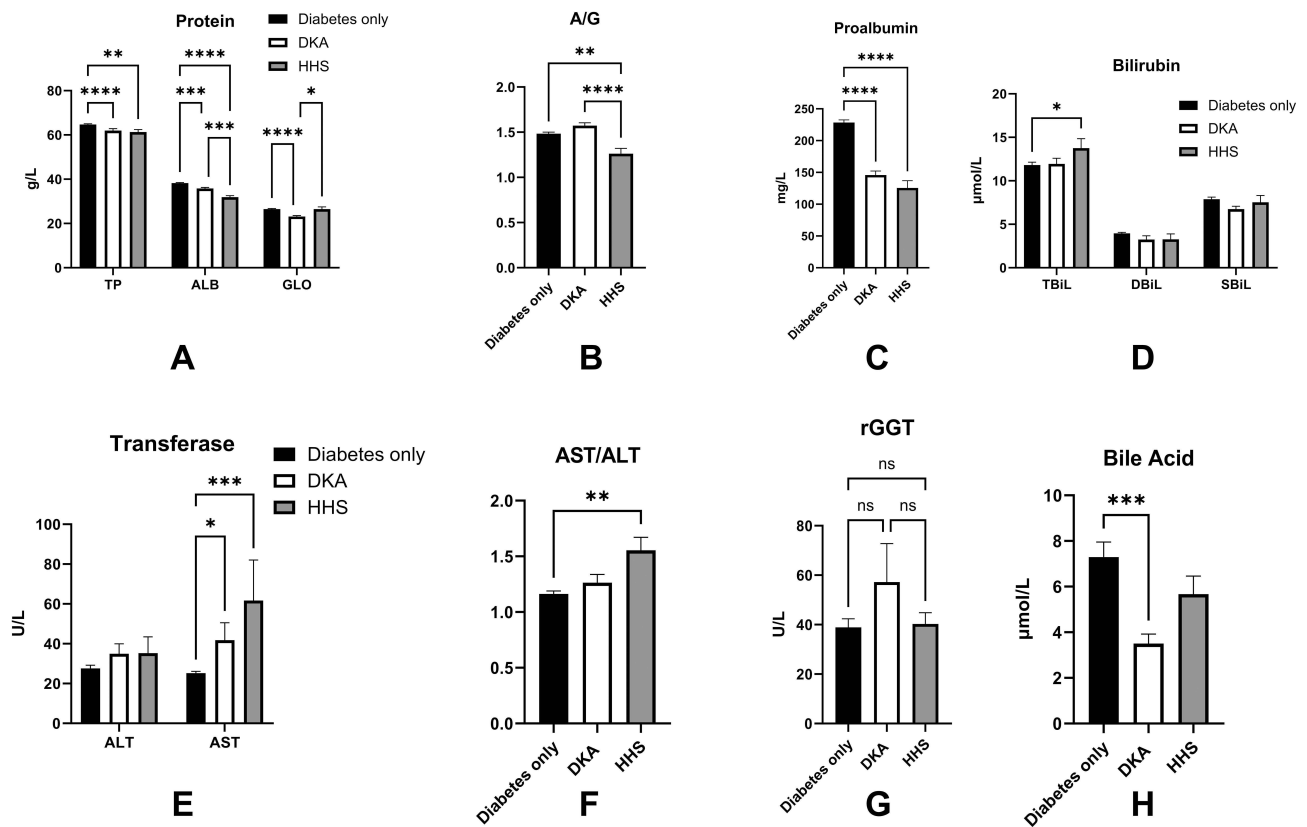 Protein
Diabetes only
DKA
HHS
**
****
****
***
***
*
****
80
60
40
20
0
g/L
TP
ALB
GLO
A
A/G
**
****
2.0
1.5
1.0
0.5
0.0
Diabetes only
DKA
HHS
B
Proalbumin
****
****
250
200
150
100
50
0
mg/L
Diabetes only
DKA
HHS
C
Bilirubin
Diabetes only
DKA
HHS
*
20
15
10
5
0
µmol/L
TBiL
DBiL
SBiL
D
Transferase
Diabetes only
DKA
HHS
***
*
100
80
60
40
20
0
U/L
ALT
AST
E
AST/ALT
**
2.0
1.5
1.0
0.5
0.0
Diabetes only
DKA
HHS
F
rGGT
ns
ns
ns
80
60
40
20
0
U/L
Diabetes only
DKA
HHS
G
Bile Acid
***
10
8
6
4
2
0
µmol/L
Diabetes only
DKA
HHS
H